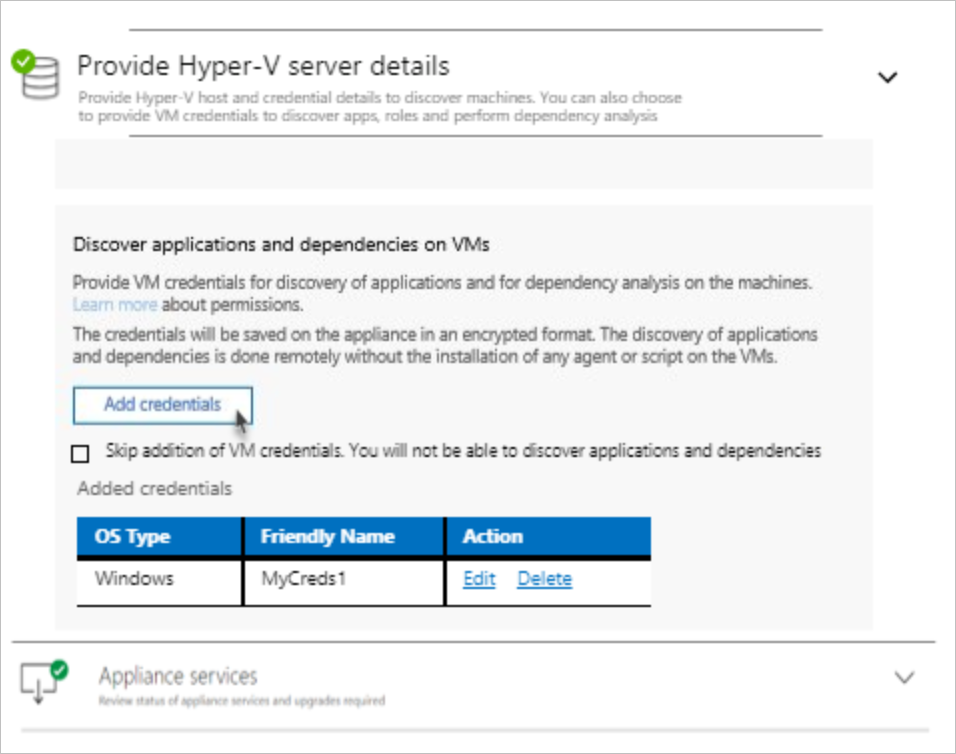 Provide Hyper-V server details
Provide Hyper-V host and credential details to discover machines. You can also choose
to provide VM credentials to discover apps, roles and perform dependency analysis
Discover applications and dependencies on VMs
Provide VM credentials for discovery of applications and for dependency analysis on the machines.
Learn more about permissions.
The credentials will be saved on the appliance in an encrypted format. The discovery of applications
and dependencies is done remotely without the installation of any agent or script on the VMs.
Add credentials
Skip addition of VM credentials. You will not be able to discover applications and dependencies
Added credentials
OS Type Friendly Name Action
Windows MyCreds1 Edit Delete
Appliance services
Review status of appliance services and upgrades required